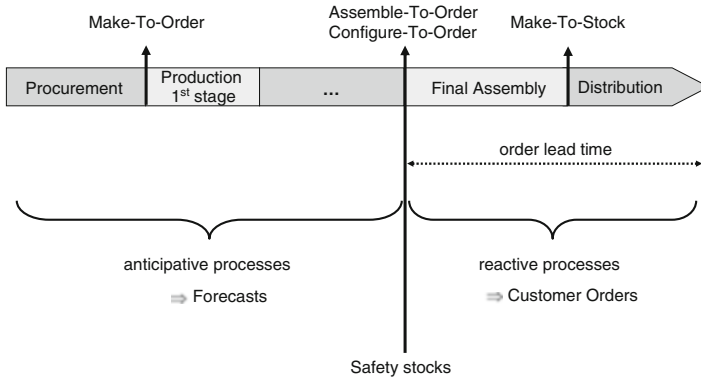 Make-To-Order
Assemble-To-Order
Configure-To-Order
Make-To-Stock
Procurement
Production
1st stage
...
Final Assembly
Distribution
order lead time
anticipative processes
⇒ Forecasts
reactive processes
⇒ Customer Orders
Safety stocks